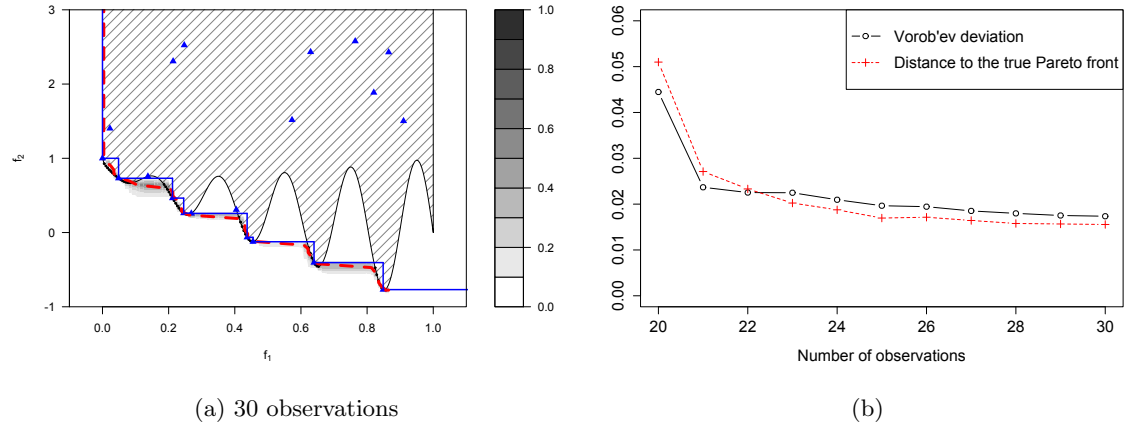 3
2
1
0
-1
f2
0.0 0.2 0.4 0.6 0.8 1.0
f1
1.0
0.8
0.6
0.4
0.2
0.0
(a) 30 observations
0.06
0.05
0.04
0.03
0.02
0.01
0.00
Vorob'ev deviation
Distance to the true Pareto front
20 22 24 26 28 30
Number of observations
(b)